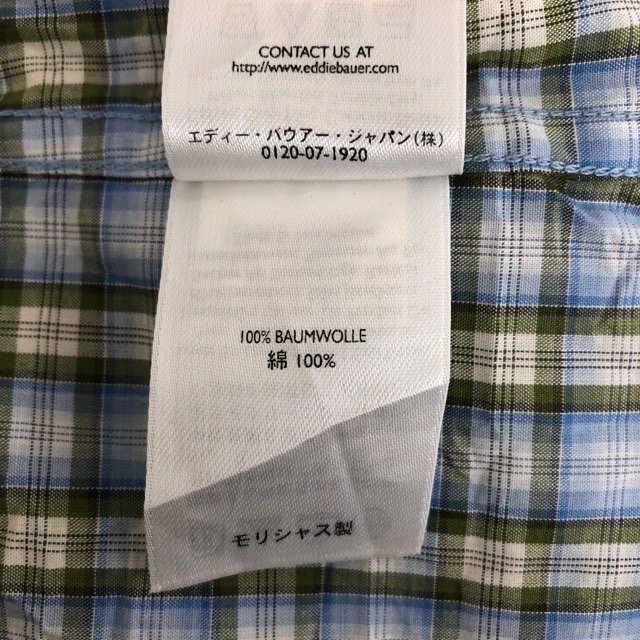 CONTACT US AT
http://www.eddiebauer.com
エディー・バウアー・ジャパン(株)
0120-07-1920
100% BAUMWOLLE
綿 100%
モリシャス製